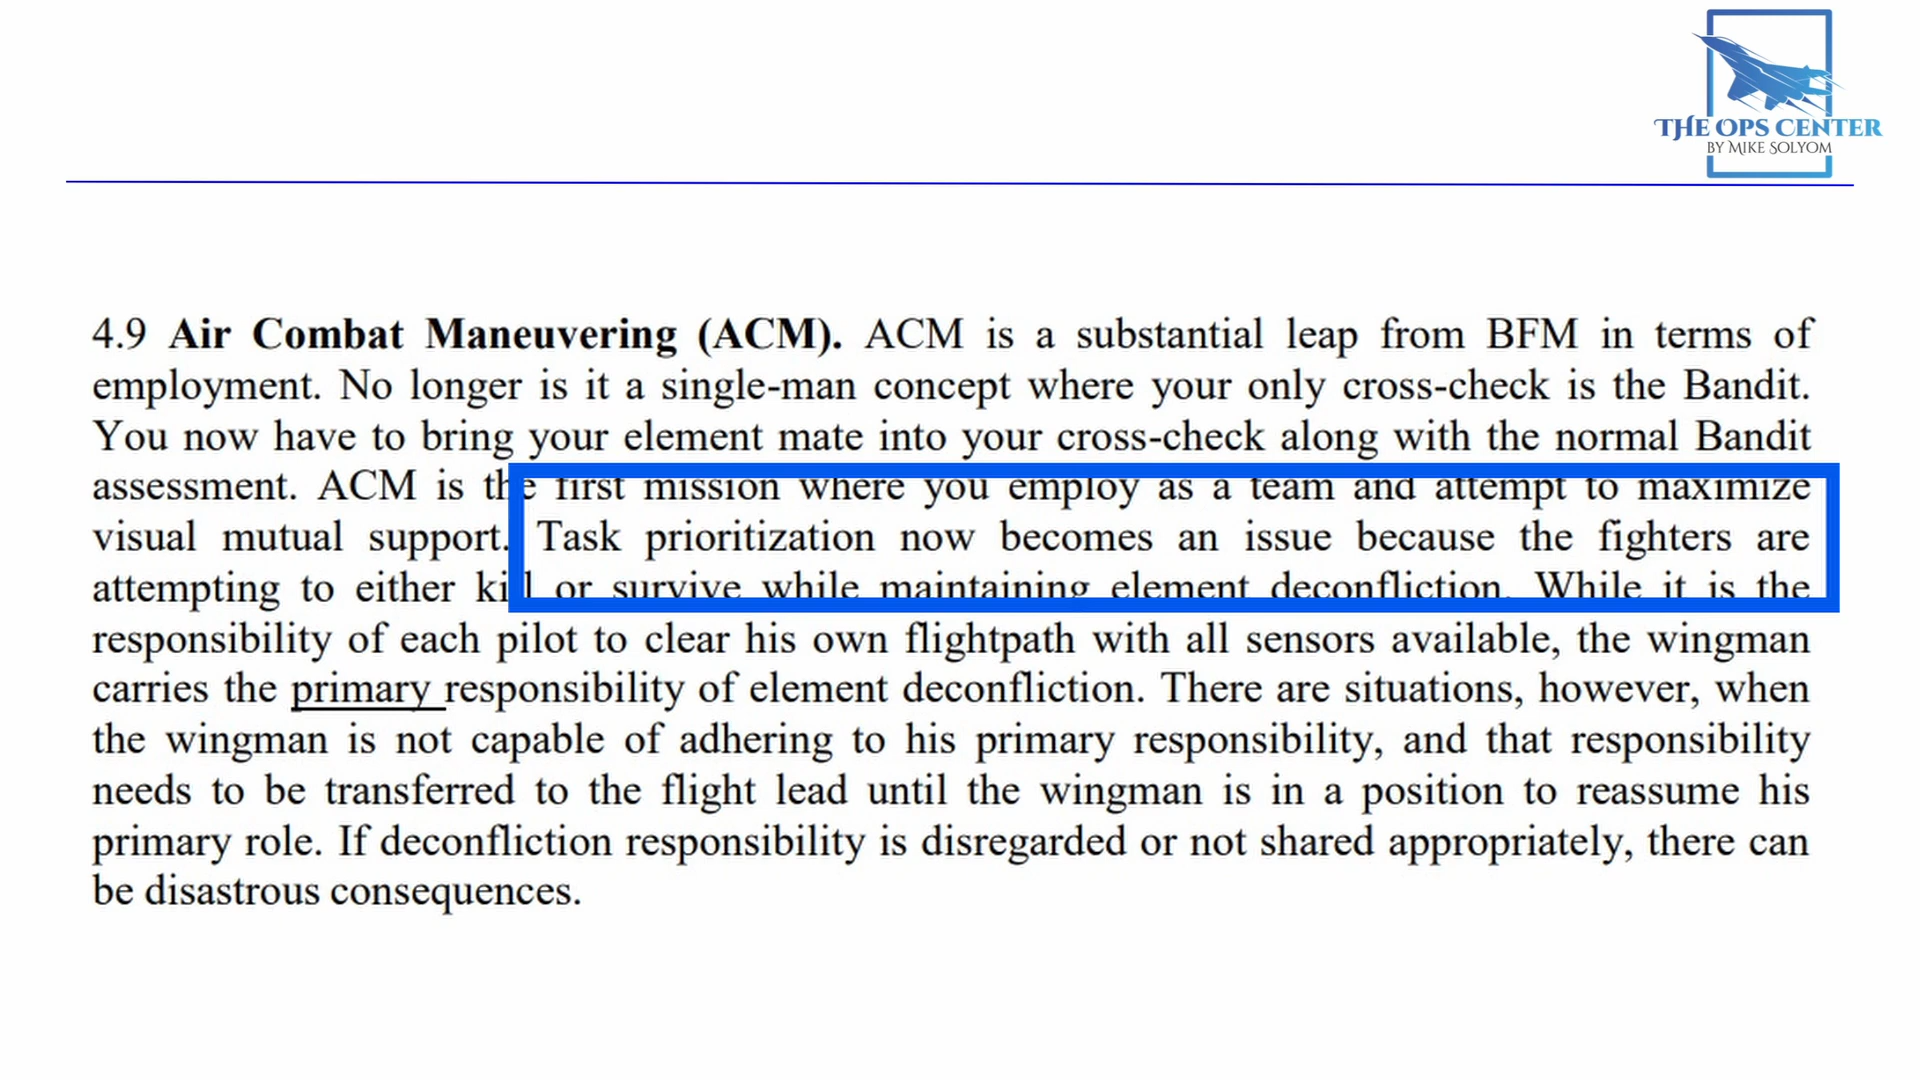 THE OPS CENTER
BY MIKE SOLYOM
4.9 Air Combat Maneuvering (ACM). ACM is a substantial leap from BFM in terms of
employment. No longer is it a single-man concept where your only cross-check is the Bandit.
You now have to bring your element mate into your cross-check along with the normal Bandit
assessment. ACM is the first mission where you employ as a team and attempt to maximize
visual mutual support. Task prioritization now becomes an issue because the fighters are
attempting to either kill or survive while maintaining element deconfliction. While it is the
responsibility of each pilot to clear his own flightpath with all sensors available, the wingman
carries the primary responsibility of element deconfliction. There are situations, however, when
the wingman is not capable of adhering to his primary responsibility, and that responsibility
needs to be transferred to the flight lead until the wingman is in a position to reassume his
primary role. If deconfliction responsibility is disregarded or not shared appropriately, there can
be disastrous consequences.